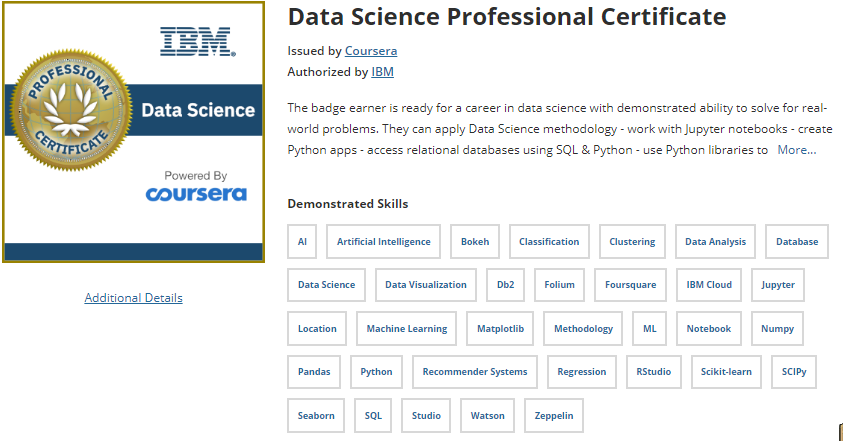 IBM
PROFESSIONAL
CERTIFICATE
Data Science
Powered By
coursera
Additional Details
Data Science Professional Certificate
Issued by Coursera
Authorized by IBM
The badge earner is ready for a career in data science with demonstrated ability to solve for real-
world problems. They can apply Data Science methodology - work with Jupyter notebooks - create
Python apps - access relational databases using SQL & Python - use Python libraries to More...
Demonstrated Skills
AI Artificial Intelligence Bokeh Classification Clustering Data Analysis Database
Data Science Data Visualization Db2 Folium Foursquare IBM Cloud Jupyter
Location Machine Learning Matplotlib Methodology ML Notebook Numpy
Pandas Python Recommender Systems Regression RStudio Scikit-learn SCIPy
Seaborn SQL Studio Watson Zeppelin